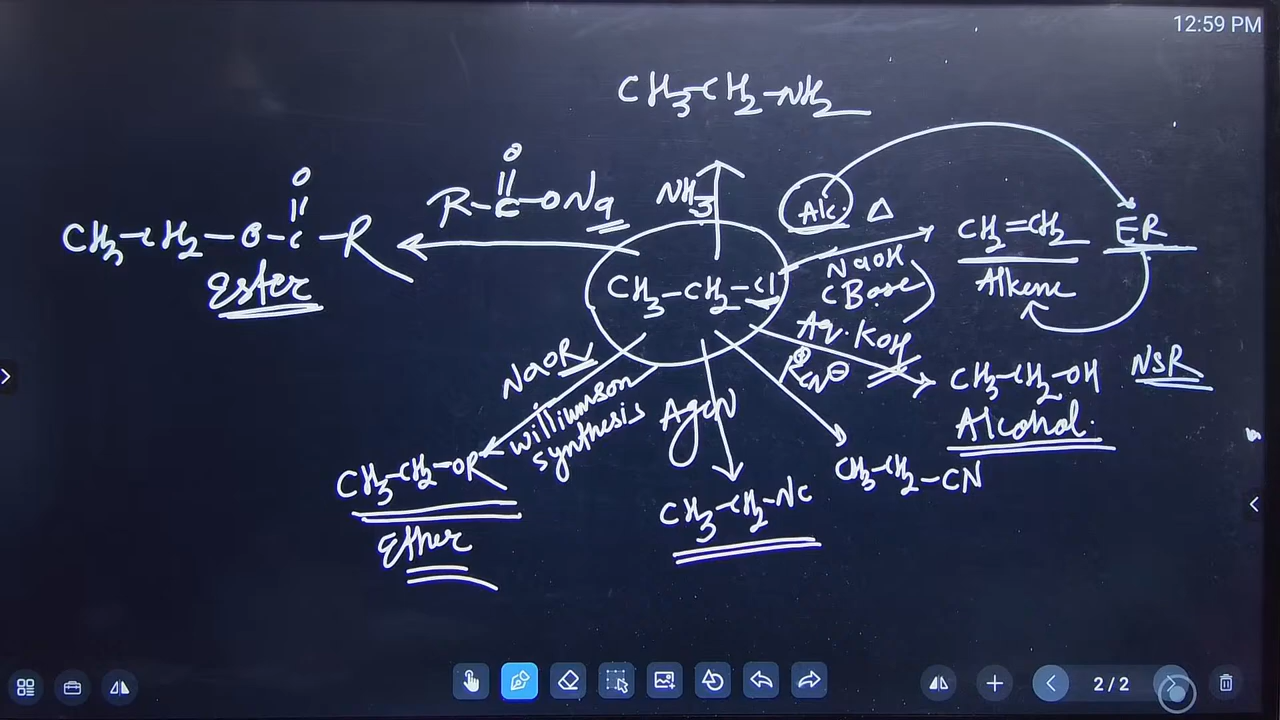 12:59 PM
CH3-CH2-NH2
O
R-C-ONa
NH3
Alc. Δ
NaOH
(Base)
CH2=CH2
Alkene
ER
O
CH3-CH2-O-C-R
Ester
CH3-CH2-Cl
Aq. KOH
CH3-CH2-OH
Alcohol.
NSR
NaOR
williumson
synthesis
AgCN
K⊕CN⊖
CH3-CH2-OR
Ether
CH3-CH2-NC
CH3-CH2-CN
2/2